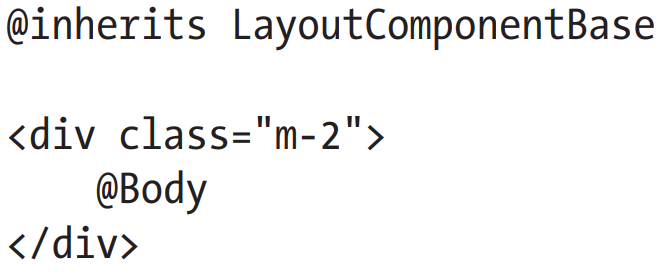 @inherits LayoutComponentBase

<div class="m-2">
    @Body
</div>